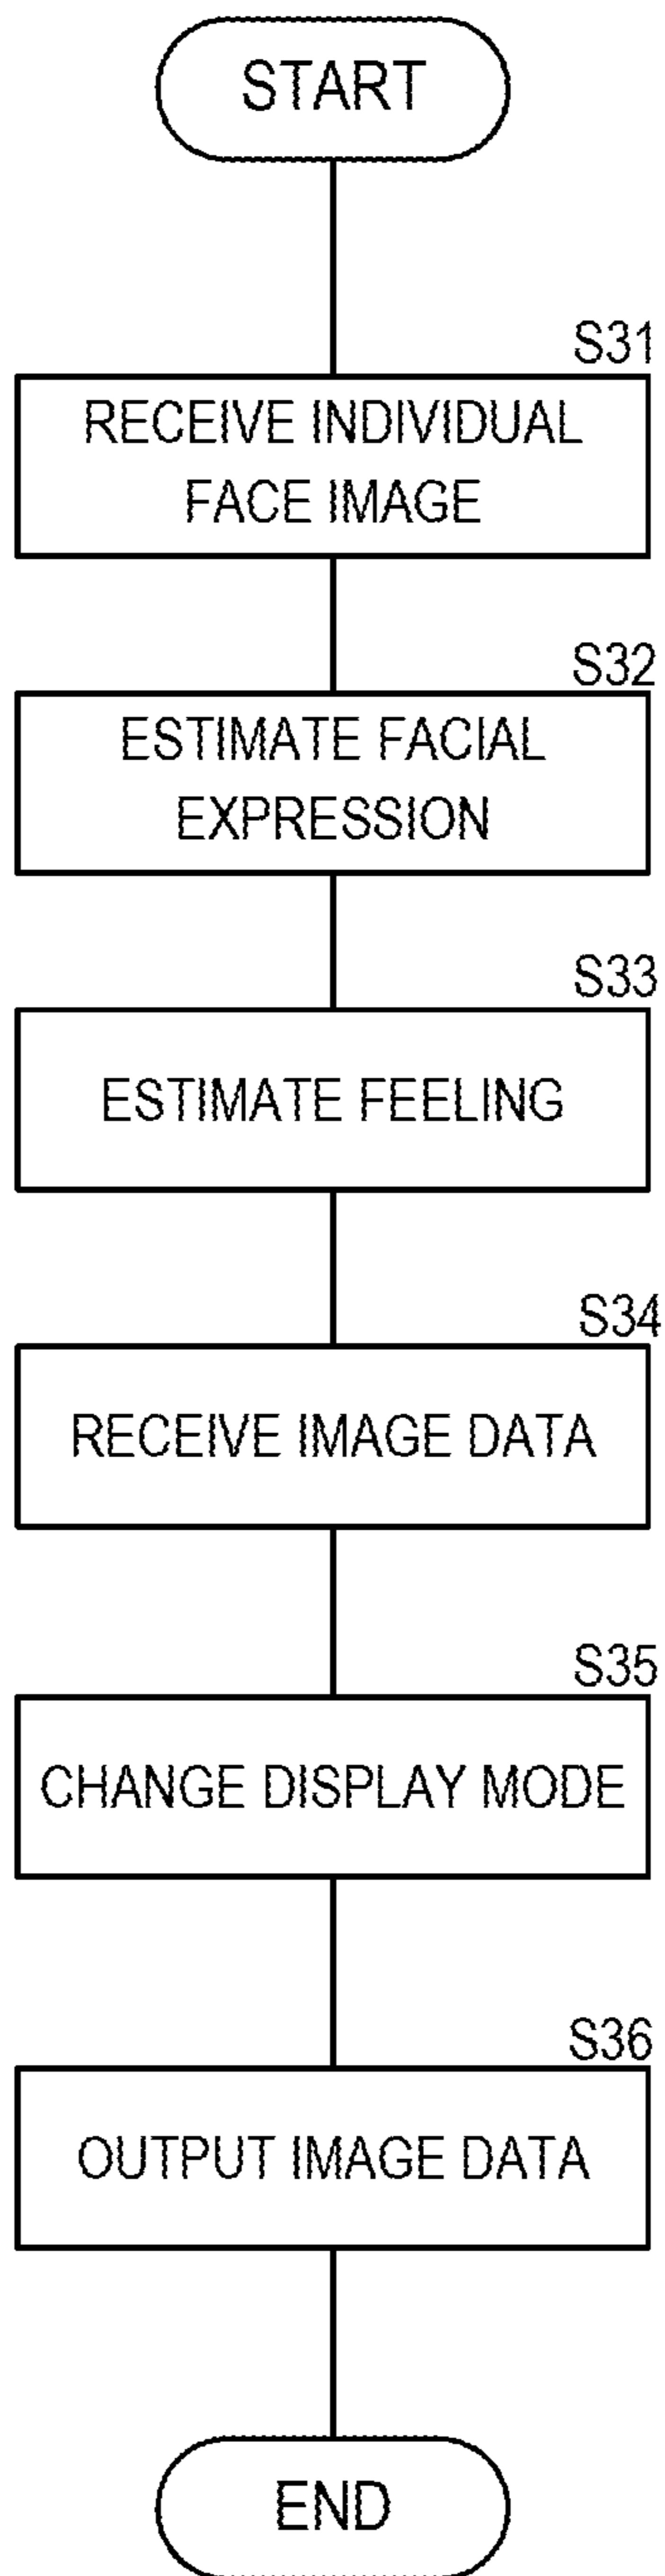 START
S31
RECEIVE INDIVIDUAL
FACE IMAGE
S32
ESTIMATE FACIAL
EXPRESSION
S33
ESTIMATE FEELING
S34
RECEIVE IMAGE DATA
S35
CHANGE DISPLAY MODE
S36
OUTPUT IMAGE DATA
END